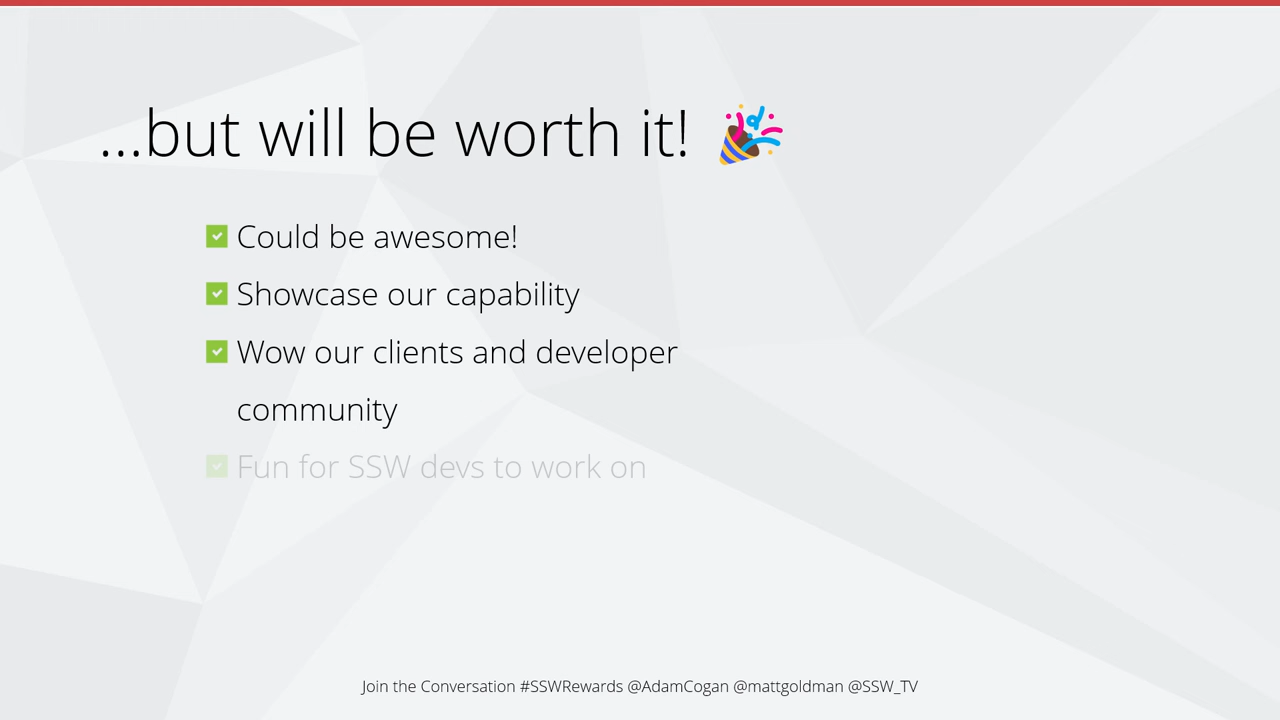 ...but will be worth it! 🎉
Could be awesome!
Showcase our capability
Wow our clients and developer
community
Fun for SSW devs to work on
Join the Conversation #SSWRewards @AdamCogan @mattgoldman @SSW_TV